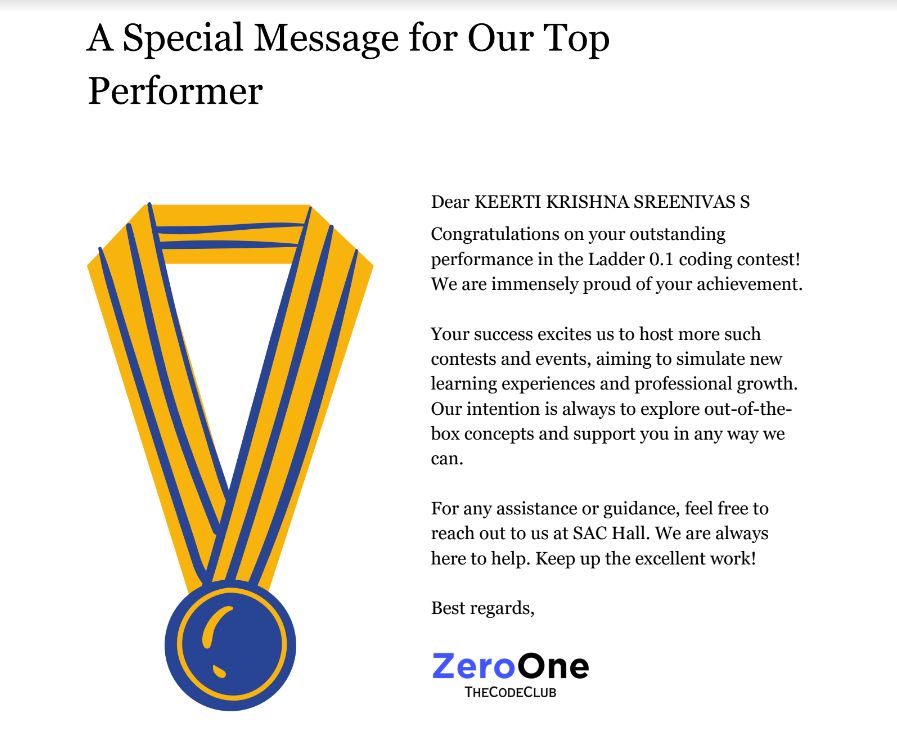 A Special Message for Our Top
Performer
Dear KEERTI KRISHNA SREENIVAS S
Congratulations on your outstanding
performance in the Ladder 0.1 coding contest!
We are immensely proud of your achievement.
Your success excites us to host more such
contests and events, aiming to simulate new
learning experiences and professional growth.
Our intention is always to explore out-of-the-
box concepts and support you in any way we
can.
For any assistance or guidance, feel free to
reach out to us at SAC Hall. We are always
here to help. Keep up the excellent work!
Best regards,
ZeroOne
THECODECLUB